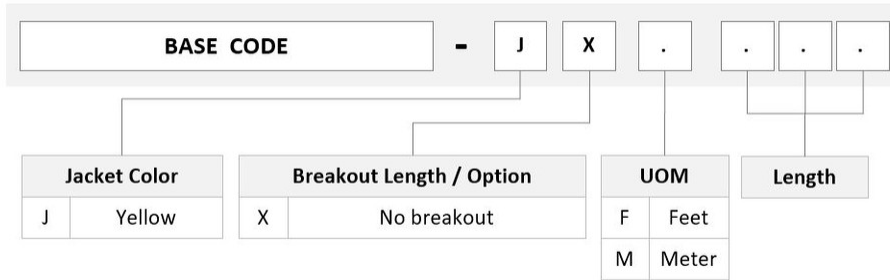 BASE CODE - J X . . . .
Jacket Color
J Yellow
Breakout Length / Option
X No breakout
UOM
F Feet
M Meter
Length